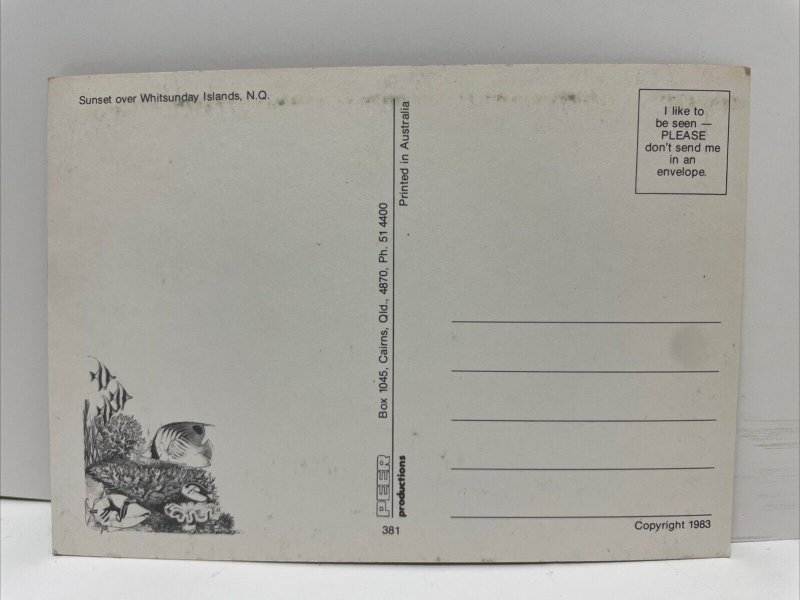 Sunset over Whitsunday Islands, N.Q.
I like to
be seen —
PLEASE
don't send me
in an
envelope.
Printed in Australia
Box 1045, Cairns, Qld., 4870, Ph. 51 4400
PEER
productions
381
Copyright 1983